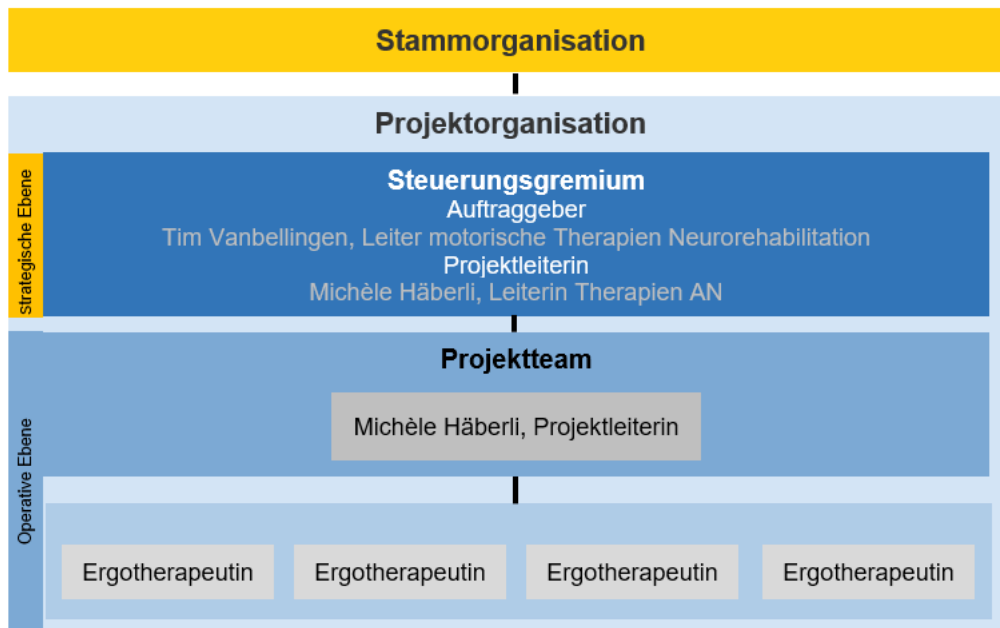 Stammorganisation
Projektorganisation
strategische Ebene
Steuerungsgremium
Auftraggeber
Tim Vanbellingen, Leiter motorische Therapien Neurorehabilitation
Projektleiterin
Michèle Häberli, Leiterin Therapien AN
Operative Ebene
Projektteam
Michèle Häberli, Projektleiterin
Ergotherapeutin
Ergotherapeutin
Ergotherapeutin
Ergotherapeutin